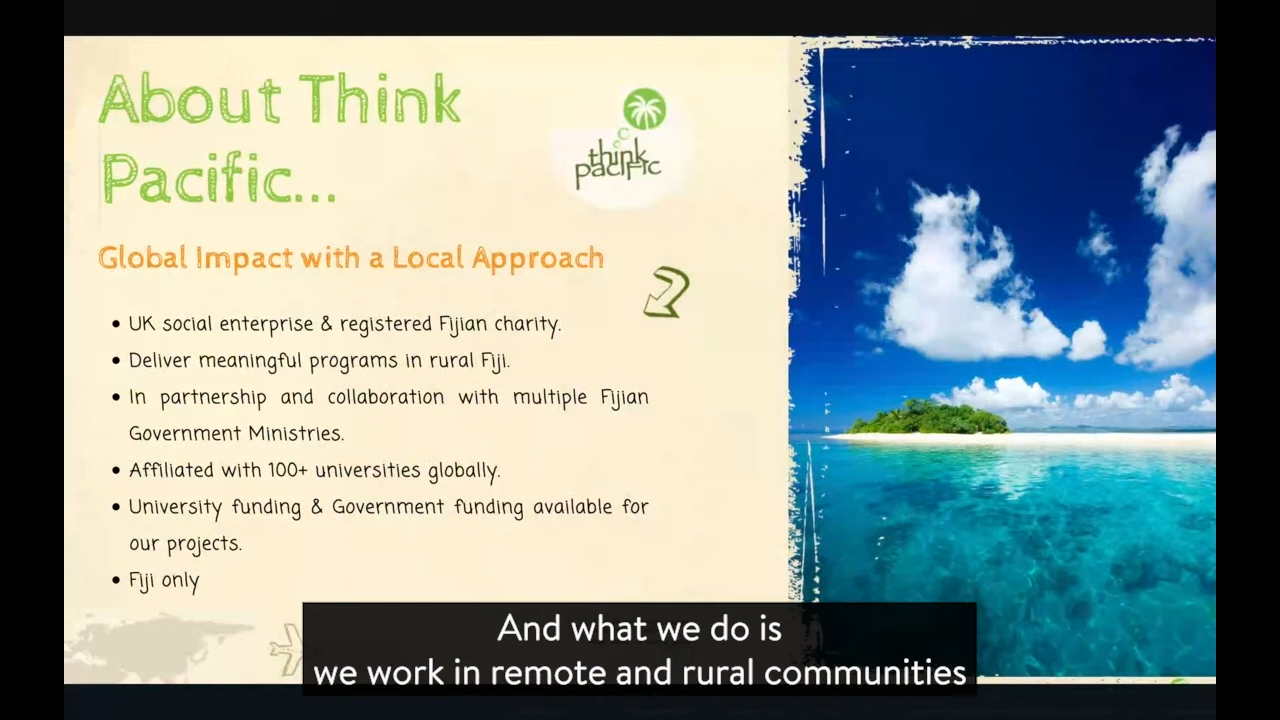 About Think
Pacific...
think
pacific
Global Impact with a Local Approach
UK social enterprise & registered Fijian charity.
Deliver meaningful programs in rural Fiji.
In partnership and collaboration with multiple Fijian
Government Ministries.
Affiliated with 100+ universities globally.
University funding & Government funding available for
our projects.
Fiji only
And what we do is
we work in remote and rural communities